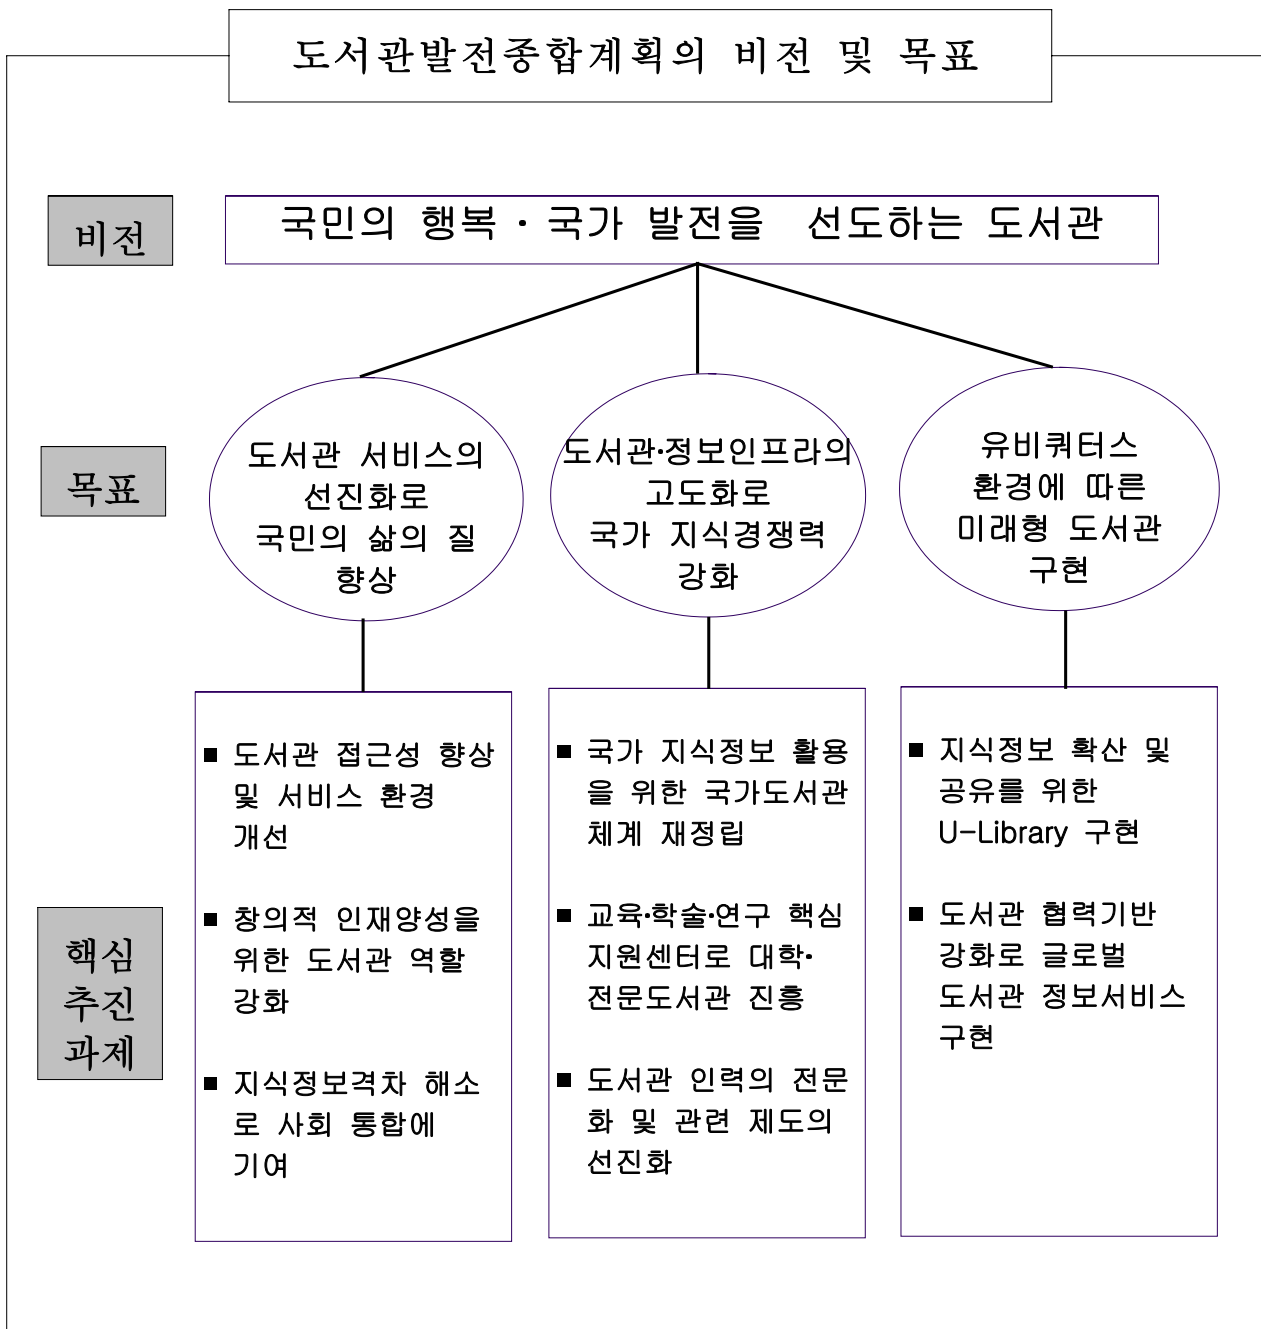 도서관발전종합계획의 비전 및 목표
비전
국민의 행복 · 국가 발전을 선도하는 도서관
목표
도서관 서비스의
선진화로
국민의 삶의 질
향상
도서관·정보인프라의
고도화로
국가 지식경쟁력
강화
유비쿼터스
환경에 따른
미래형 도서관
구현
핵심
추진
과제
■ 도서관 접근성 향상
및 서비스 환경
개선
■ 창의적 인재양성을
위한 도서관 역할
강화
■ 지식정보격차 해소
로 사회 통합에
기여
■ 국가 지식정보 활용
을 위한 국가도서관
체계 재정립
■ 교육·학술·연구 핵심
지원센터로 대학·
전문도서관 진흥
■ 도서관 인력의 전문
화 및 관련 제도의
선진화
■ 지식정보 확산 및
공유를 위한
U-Library 구현
■ 도서관 협력기반
강화로 글로벌
도서관 정보서비스
구현